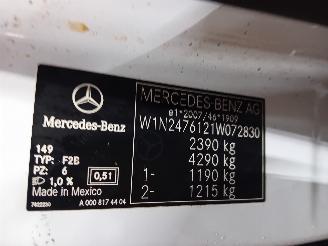 MERCEDES-BENZ AG
e1*2007/46*1909
W1N2476121W072830
2390 kg
4290 kg
1- 1190 kg
2- 1215 kg
Mercedes-Benz
149
TYP: F2B
PZ: 6
1,0 % 0,51
Made in Mexico
A 000 817 44 04